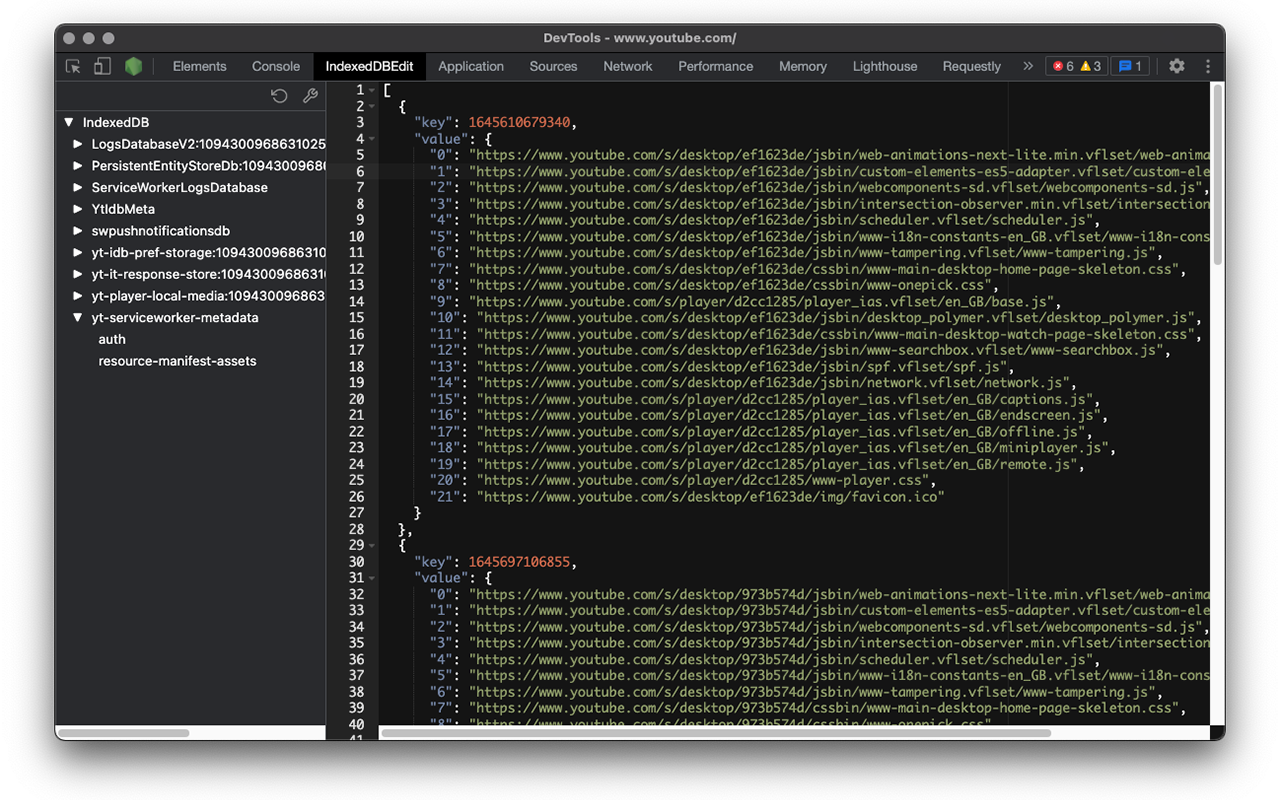 DevTools - www.youtube.com/
Elements Console IndexedDBEdit Application Sources Network Performance Memory Lighthouse Requestly » 6 3 1
IndexedDB
LogsDatabaseV2:1094300968631025
PersistentEntityStoreDb:10943009686
ServiceWorkerLogsDatabase
YtIdbMeta
swpushnotificationsdb
yt-idb-pref-storage:10943009686310
yt-it-response-store:10943009686310
yt-player-local-media:109430096863
yt-serviceworker-metadata
auth
resource-manifest-assets
1 [
2 {
3 "key": 1645610679340,
4 "value": {
5 "0": "https://www.youtube.com/s/desktop/ef1623de/jsbin/web-animations-next-lite.min.vflset/web-anima
6 "1": "https://www.youtube.com/s/desktop/ef1623de/jsbin/custom-elements-es5-adapter.vflset/custom-ele
7 "2": "https://www.youtube.com/s/desktop/ef1623de/jsbin/webcomponents-sd.vflset/webcomponents-sd.js",
8 "3": "https://www.youtube.com/s/desktop/ef1623de/jsbin/intersection-observer.min.vflset/intersection
9 "4": "https://www.youtube.com/s/desktop/ef1623de/jsbin/scheduler.vflset/scheduler.js",
10 "5": "https://www.youtube.com/s/desktop/ef1623de/jsbin/www-i18n-constants-en_GB.vflset/www-i18n-cons
11 "6": "https://www.youtube.com/s/desktop/ef1623de/jsbin/www-tampering.vflset/www-tampering.js",
12 "7": "https://www.youtube.com/s/desktop/ef1623de/cssbin/www-main-desktop-home-page-skeleton.css",
13 "8": "https://www.youtube.com/s/desktop/ef1623de/cssbin/www-onepick.css",
14 "9": "https://www.youtube.com/s/player/d2cc1285/player_ias.vflset/en_GB/base.js",
15 "10": "https://www.youtube.com/s/desktop/ef1623de/jsbin/desktop_polymer.vflset/desktop_polymer.js",
16 "11": "https://www.youtube.com/s/desktop/ef1623de/cssbin/www-main-desktop-watch-page-skeleton.css",
17 "12": "https://www.youtube.com/s/desktop/ef1623de/jsbin/www-searchbox.vflset/www-searchbox.js",
18 "13": "https://www.youtube.com/s/desktop/ef1623de/jsbin/spf.vflset/spf.js",
19 "14": "https://www.youtube.com/s/desktop/ef1623de/jsbin/network.vflset/network.js",
20 "15": "https://www.youtube.com/s/player/d2cc1285/player_ias.vflset/en_GB/captions.js",
21 "16": "https://www.youtube.com/s/player/d2cc1285/player_ias.vflset/en_GB/endscreen.js",
22 "17": "https://www.youtube.com/s/player/d2cc1285/player_ias.vflset/en_GB/offline.js",
23 "18": "https://www.youtube.com/s/player/d2cc1285/player_ias.vflset/en_GB/miniplayer.js",
24 "19": "https://www.youtube.com/s/player/d2cc1285/player_ias.vflset/en_GB/remote.js",
25 "20": "https://www.youtube.com/s/player/d2cc1285/www-player.css",
26 "21": "https://www.youtube.com/s/desktop/ef1623de/img/favicon.ico"
27 }
28 },
29 {
30 "key": 1645697106855,
31 "value": {
32 "0": "https://www.youtube.com/s/desktop/973b574d/jsbin/web-animations-next-lite.min.vflset/web-anima
33 "1": "https://www.youtube.com/s/desktop/973b574d/jsbin/custom-elements-es5-adapter.vflset/custom-ele
34 "2": "https://www.youtube.com/s/desktop/973b574d/jsbin/webcomponents-sd.vflset/webcomponents-sd.js",
35 "3": "https://www.youtube.com/s/desktop/973b574d/jsbin/intersection-observer.min.vflset/intersection
36 "4": "https://www.youtube.com/s/desktop/973b574d/jsbin/scheduler.vflset/scheduler.js",
37 "5": "https://www.youtube.com/s/desktop/973b574d/jsbin/www-i18n-constants-en_GB.vflset/www-i18n-cons
38 "6": "https://www.youtube.com/s/desktop/973b574d/jsbin/www-tampering.vflset/www-tampering.js",
39 "7": "https://www.youtube.com/s/desktop/973b574d/cssbin/www-main-desktop-home-page-skeleton.css",
40 "8": "https://www.youtube.com/s/desktop/973b574d/cssbin/www-onepick.css"
41